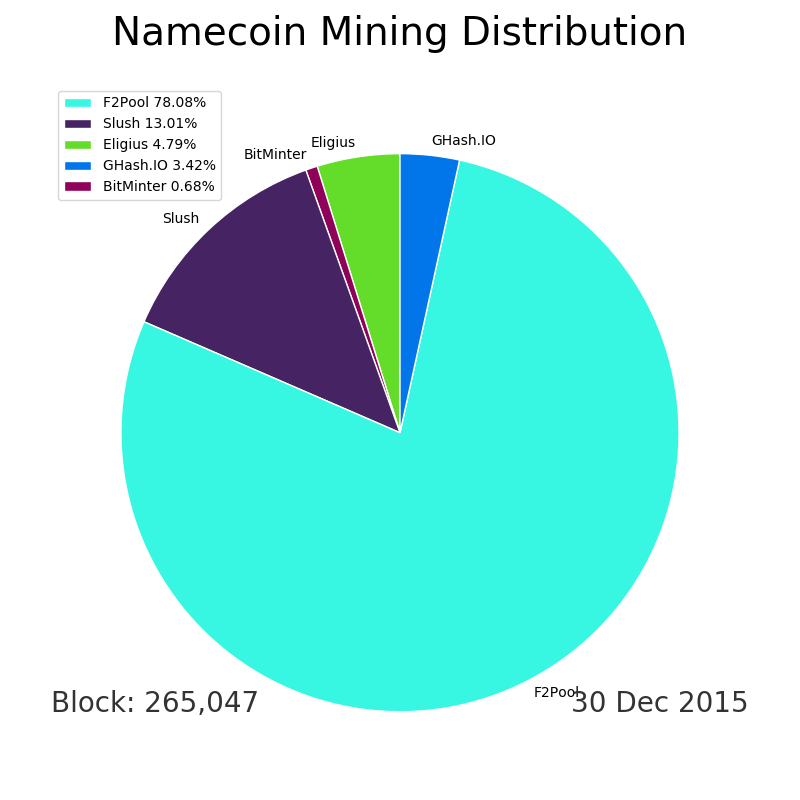 Namecoin Mining Distribution
F2Pool 78.08%
Slush 13.01%
Eligius 4.79%
GHash.IO 3.42%
BitMinter 0.68%
GHash.IO
Eligius
BitMinter
Slush
F2Pool
Block: 265,047
30 Dec 2015